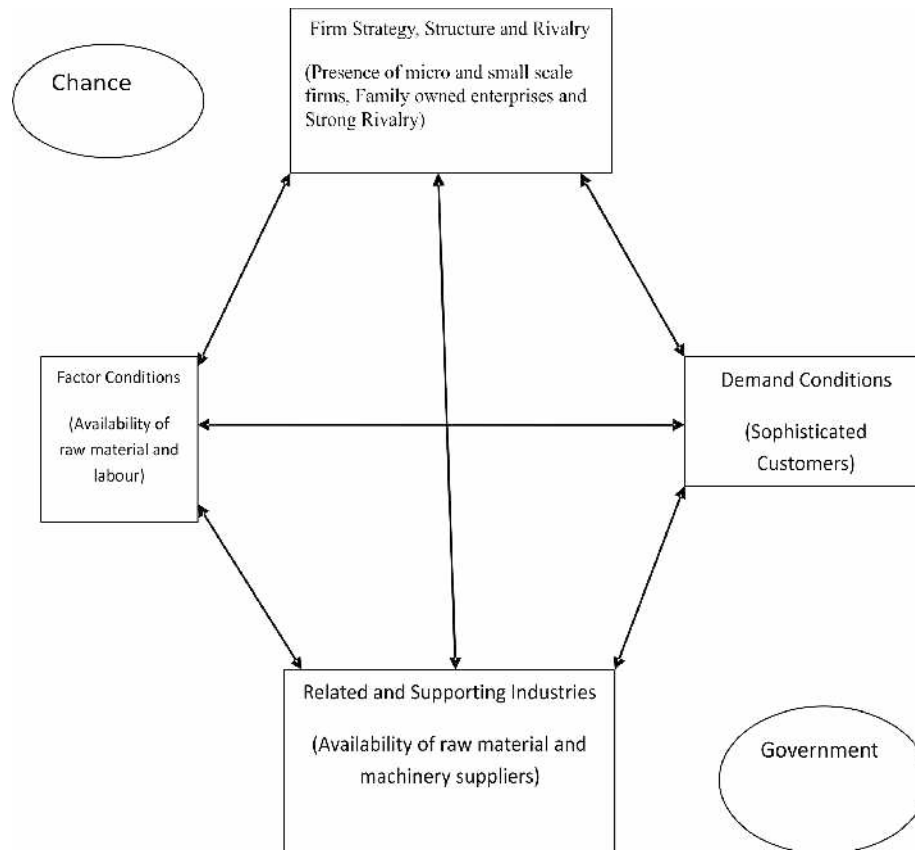 Firm Strategy, Structure and Rivalry
(Presence of micro and small scale
firms, Family owned enterprises and
Strong Rivalry)
Chance
Factor Conditions
(Availability of
raw material and
labour)
Demand Conditions
(Sophisticated
Customers)
Related and Supporting Industries
(Availability of raw material and
machinery suppliers)
Government